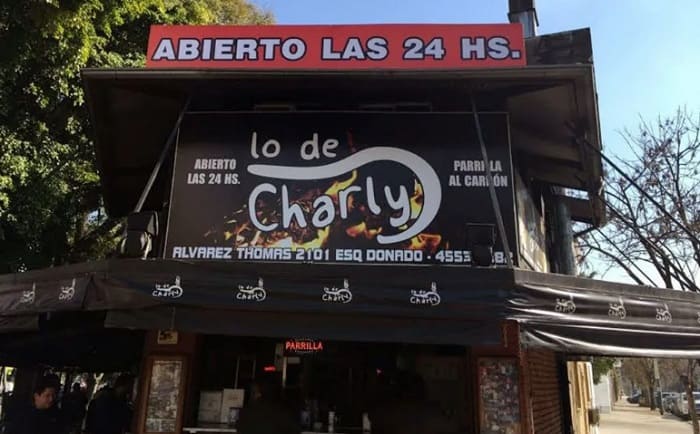 ABIERTO LAS 24 HS.
lo de
Charly
ABIERTO
LAS 24 HS.
PARRILLA
AL CARBÓN
ALVAREZ THOMAS 2101 ESQ DONADO -
lo de
Charly
lo de
Charly
lo de
Charly
lo de
Charly
lo de
Charly
PARRILLA